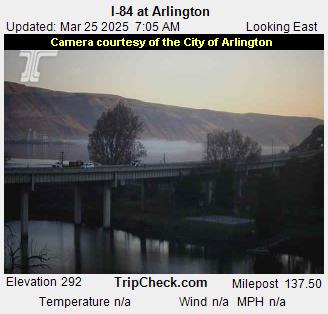 I-84 at Arlington
Updated: Mar 25 2025 7:05 AM Looking East
Camera courtesy of the City of Arlington
Elevation 292 TripCheck.com Milepost 137.50
Temperature n/a Wind n/a MPH n/a